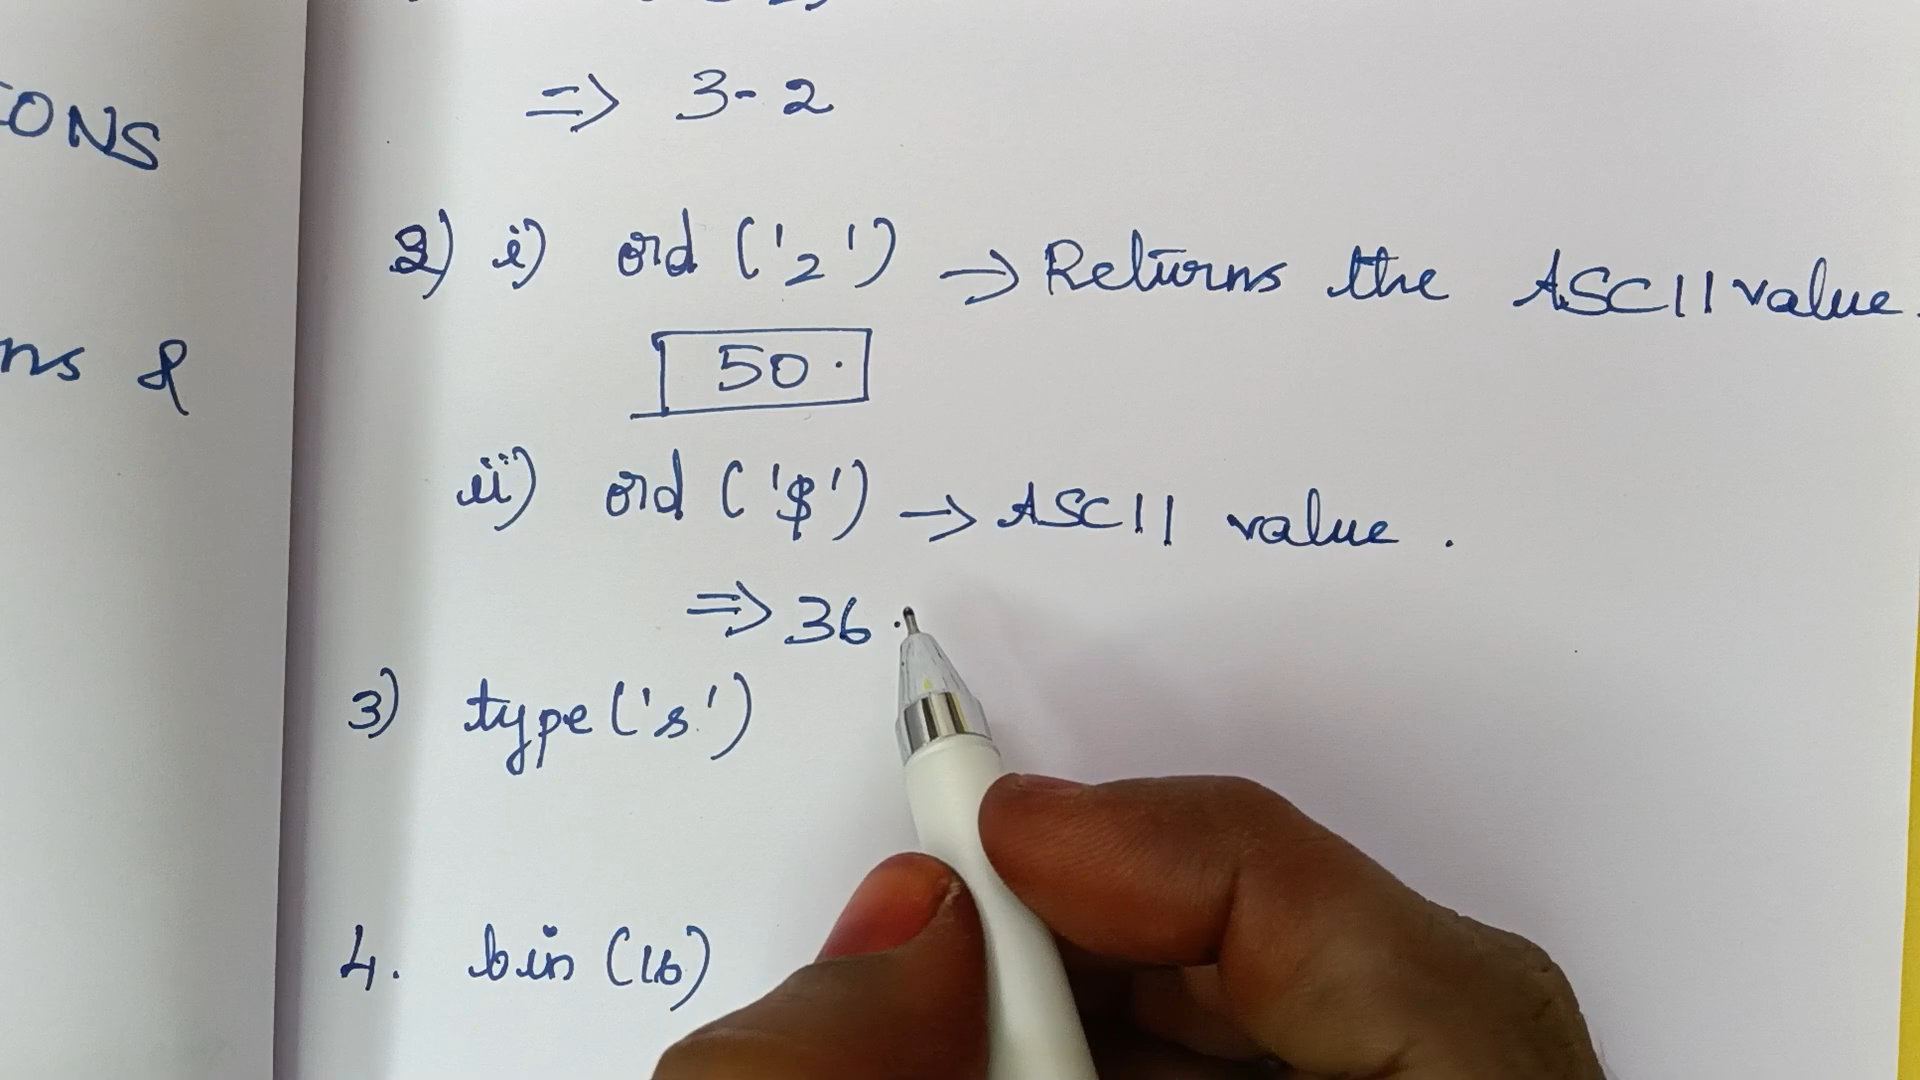 IONS
ns &
⇒ 3-2
2) i) ord ('2') → Returns the ASCII value.
50.
ii) ord ('$') → ASCII value.
⇒ 36.
3) type ('s')
4. bin (16)